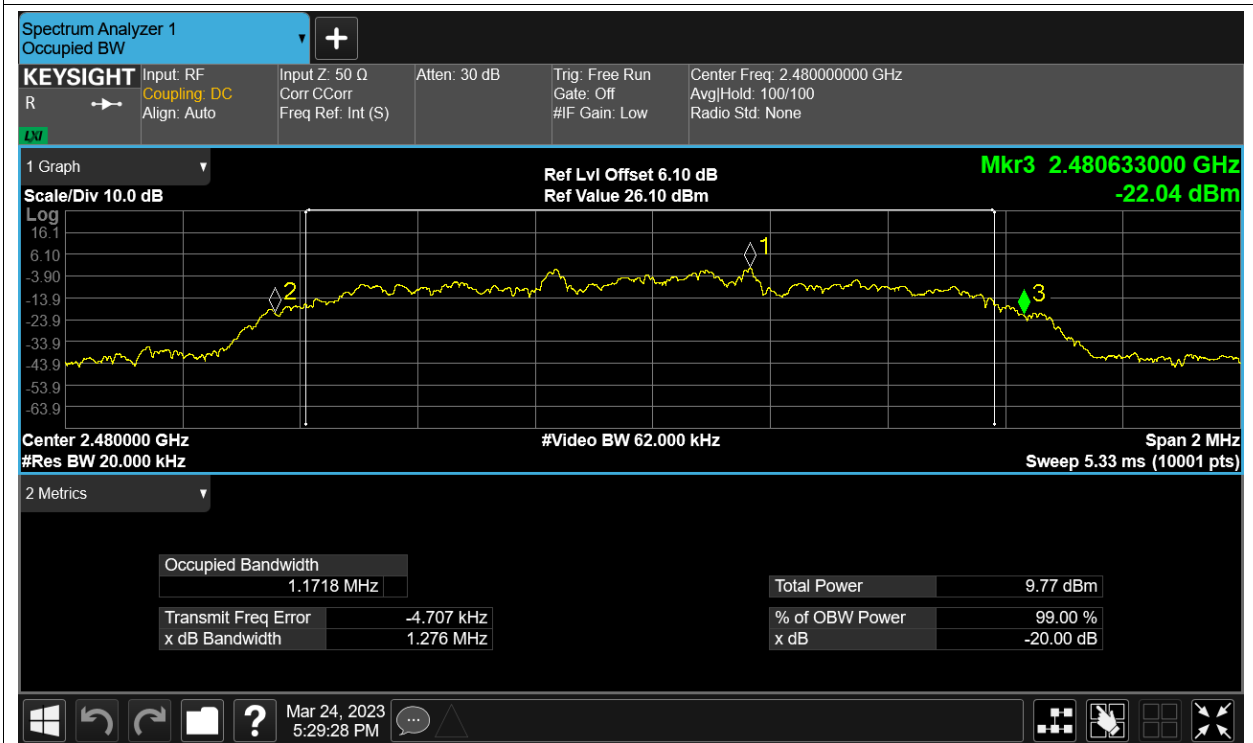 Spectrum Analyzer 1
Occupied BW
KEYSIGHT
R
LXI
Input: RF
Coupling: DC
Align: Auto
Input Z: 50 Ω
Corr CCorr
Freq Ref: Int (S)
Atten: 30 dB
Trig: Free Run
Gate: Off
#IF Gain: Low
Center Freq: 2.480000000 GHz
Avg|Hold: 100/100
Radio Std: None
1 Graph
Scale/Div 10.0 dB
Ref Lvl Offset 6.10 dB
Ref Value 26.10 dBm
Mkr3 2.480633000 GHz
-22.04 dBm
Log
16.1
6.10
-3.90
-13.9
-23.9
-33.9
-43.9
-53.9
-63.9
1
2
3
Center 2.480000 GHz
#Res BW 20.000 kHz
#Video BW 62.000 kHz
Span 2 MHz
Sweep 5.33 ms (10001 pts)
2 Metrics
Occupied Bandwidth
1.1718 MHz
Transmit Freq Error -4.707 kHz
x dB Bandwidth 1.276 MHz
Total Power 9.77 dBm
% of OBW Power 99.00 %
x dB -20.00 dB
?
Mar 24, 2023
5:29:28 PM